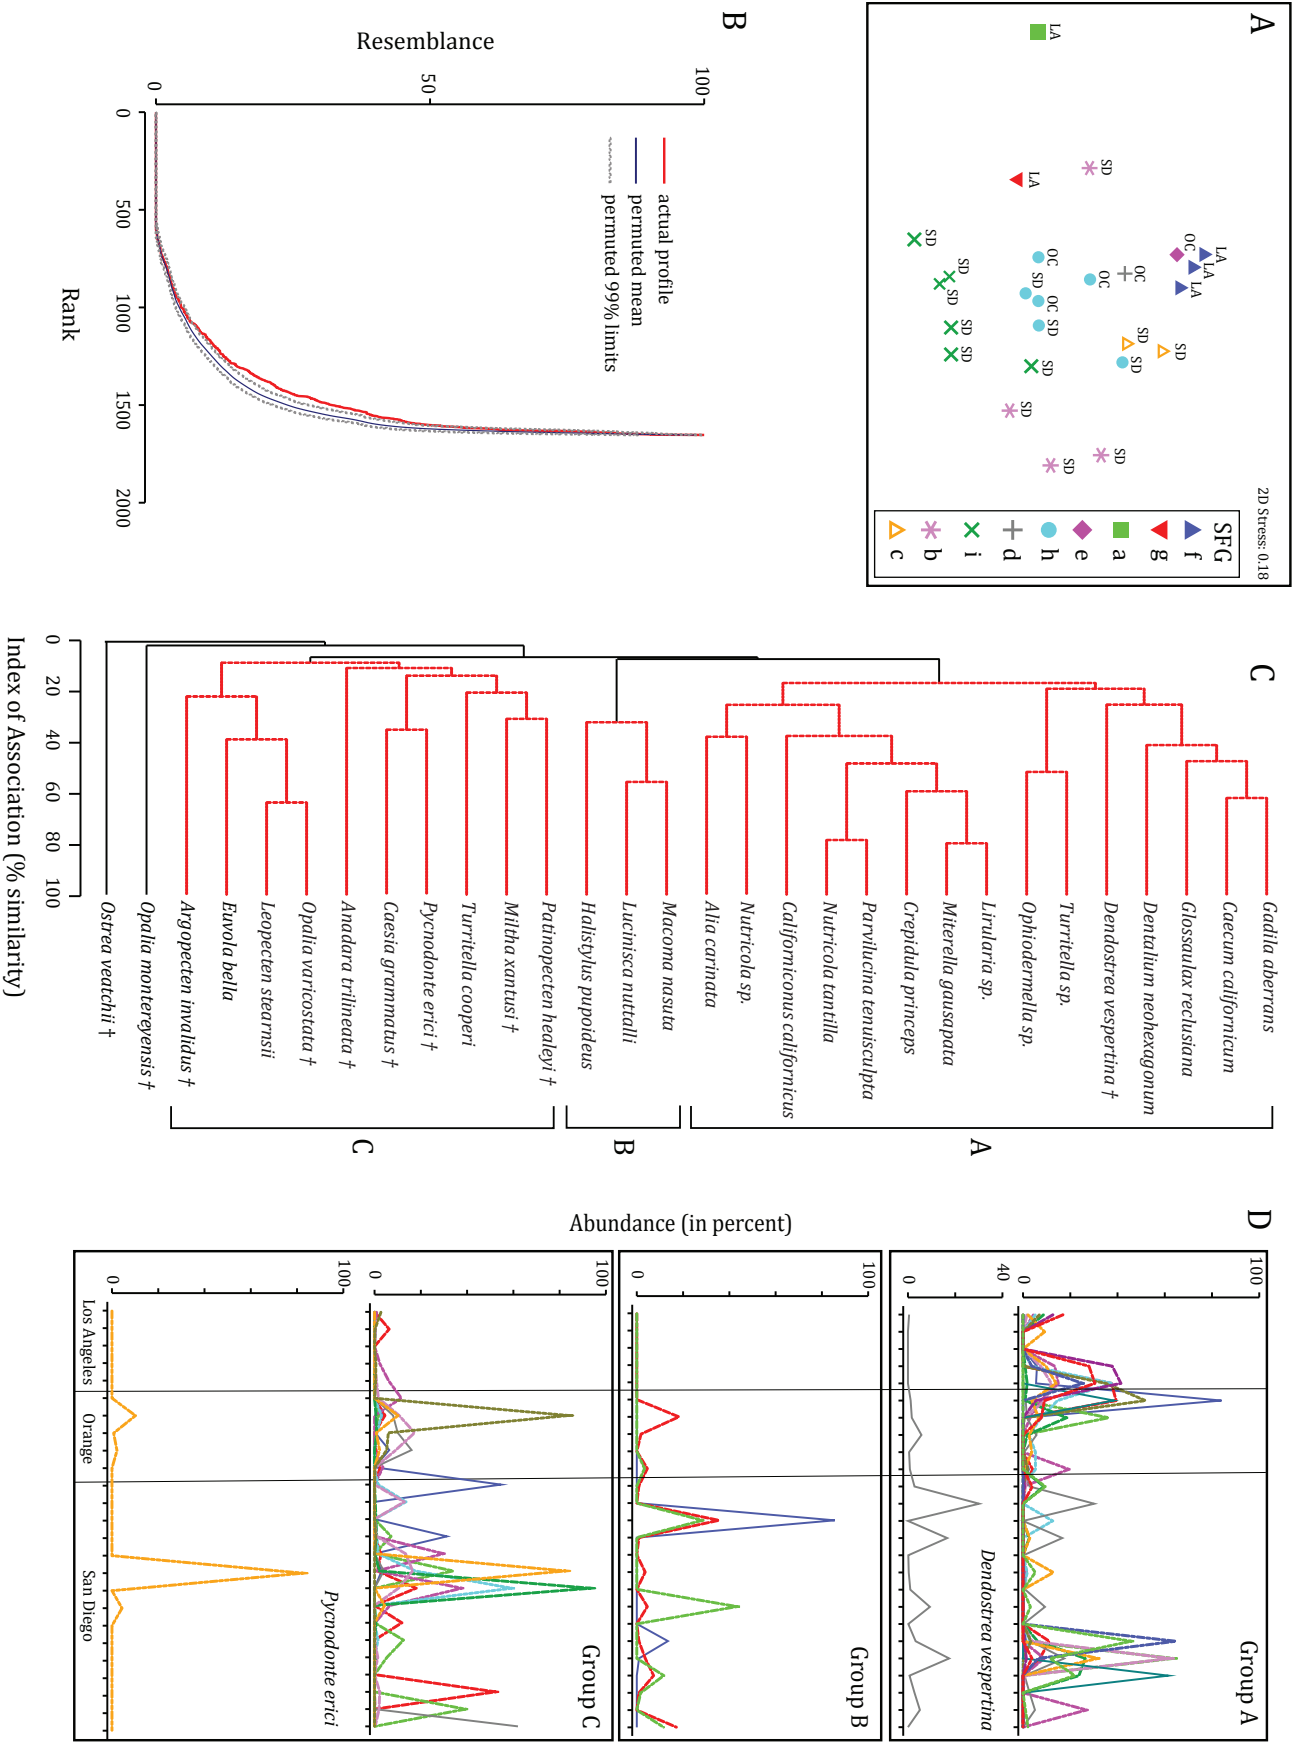 A
2D Stress: 0.18
LA
SD
LA
SD
OC
LA
LA
LA
OC
OC
OC
SD
OC
SD
SD
SD
SD
SD
SD
SD
SD
SD
SD
SD
SD
SFG
f
g
a
e
h
d
i
b
c
B
Resemblance
100
50
0
actual profile
permuted mean
permuted 99% limits
0
500
1000
1500
2000
Rank
C
Gadila aberrans
Caecum californicum
Glossaulax reclusiana
Dentalium neohexagonum
Dendostrea vespertina †
Turritella sp.
Ophiodermella sp.
Lirularia sp.
Miterella gausapata
Crepidula princeps
Parvilucina tenuisculpta
Nutricola tantilla
Californiconus californicus
Nutricola sp.
Alia carinata
Macoma nasuta
Lucinisca nuttalli
Halistylus pupoideus
Patinopecten healeyi †
Miltha xantusi †
Turritella cooperi
Pycnodonte erici †
Caesia grammatus †
Anadara trilineata †
Opalia varicostata †
Leopecten stearnsii
Euvola bella
Argopecten invalidus †
Opalia montereyensis †
Ostrea veatchii †
A
B
C
0
20
40
60
80
100
Index of Association (% similarity)
D
Abundance (in percent)
100
0
Group A
40
0
Dendostrea vespertina
100
0
Group B
100
0
Group C
100
0
Pycnodonte erici
Los Angeles
Orange
San Diego